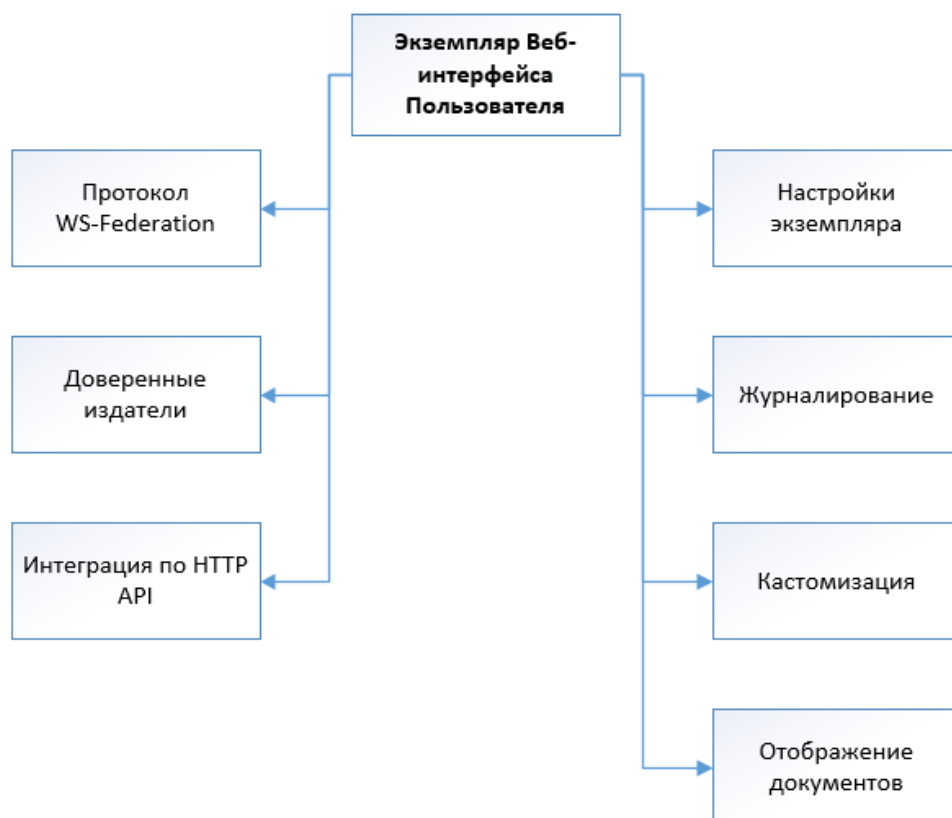 Экземпляр Веб-
интерфейса
Пользователя
Протокол
WS-Federation
Настройки
экземпляра
Доверенные
издатели
Журналирование
Интеграция по HTTP
API
Кастомизация
Отображение
документов